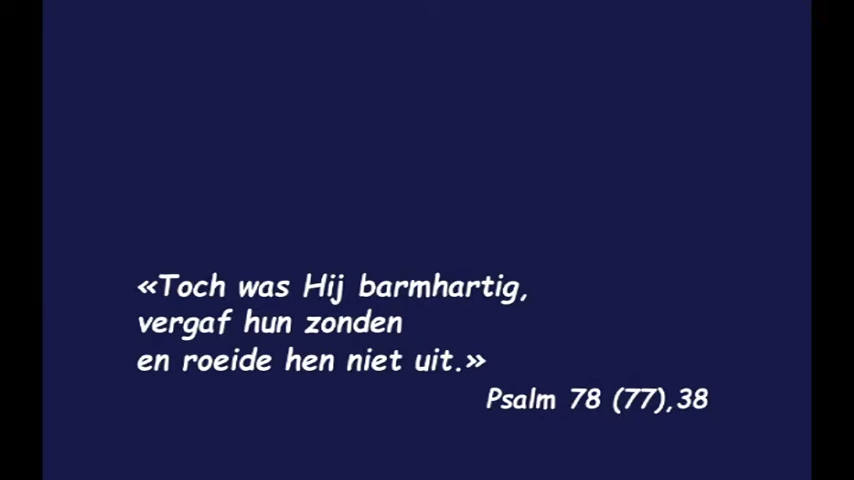 «Toch was Hij barmhartig,
vergaf hun zonden
en roeide hen niet uit.»
Psalm 78 (77),38